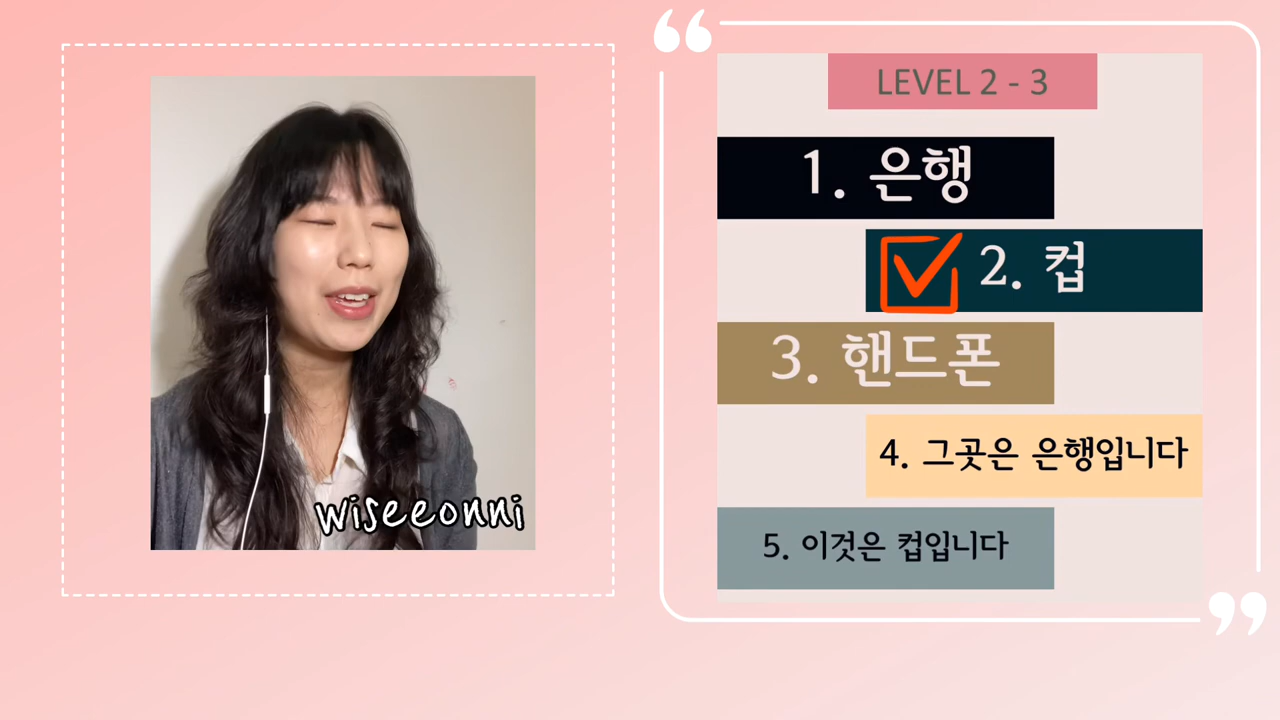 wiseeonni
LEVEL 2 - 3
1. 은행
2. 컵
3. 핸드폰
4. 그곳은 은행입니다
5. 이것은 컵입니다